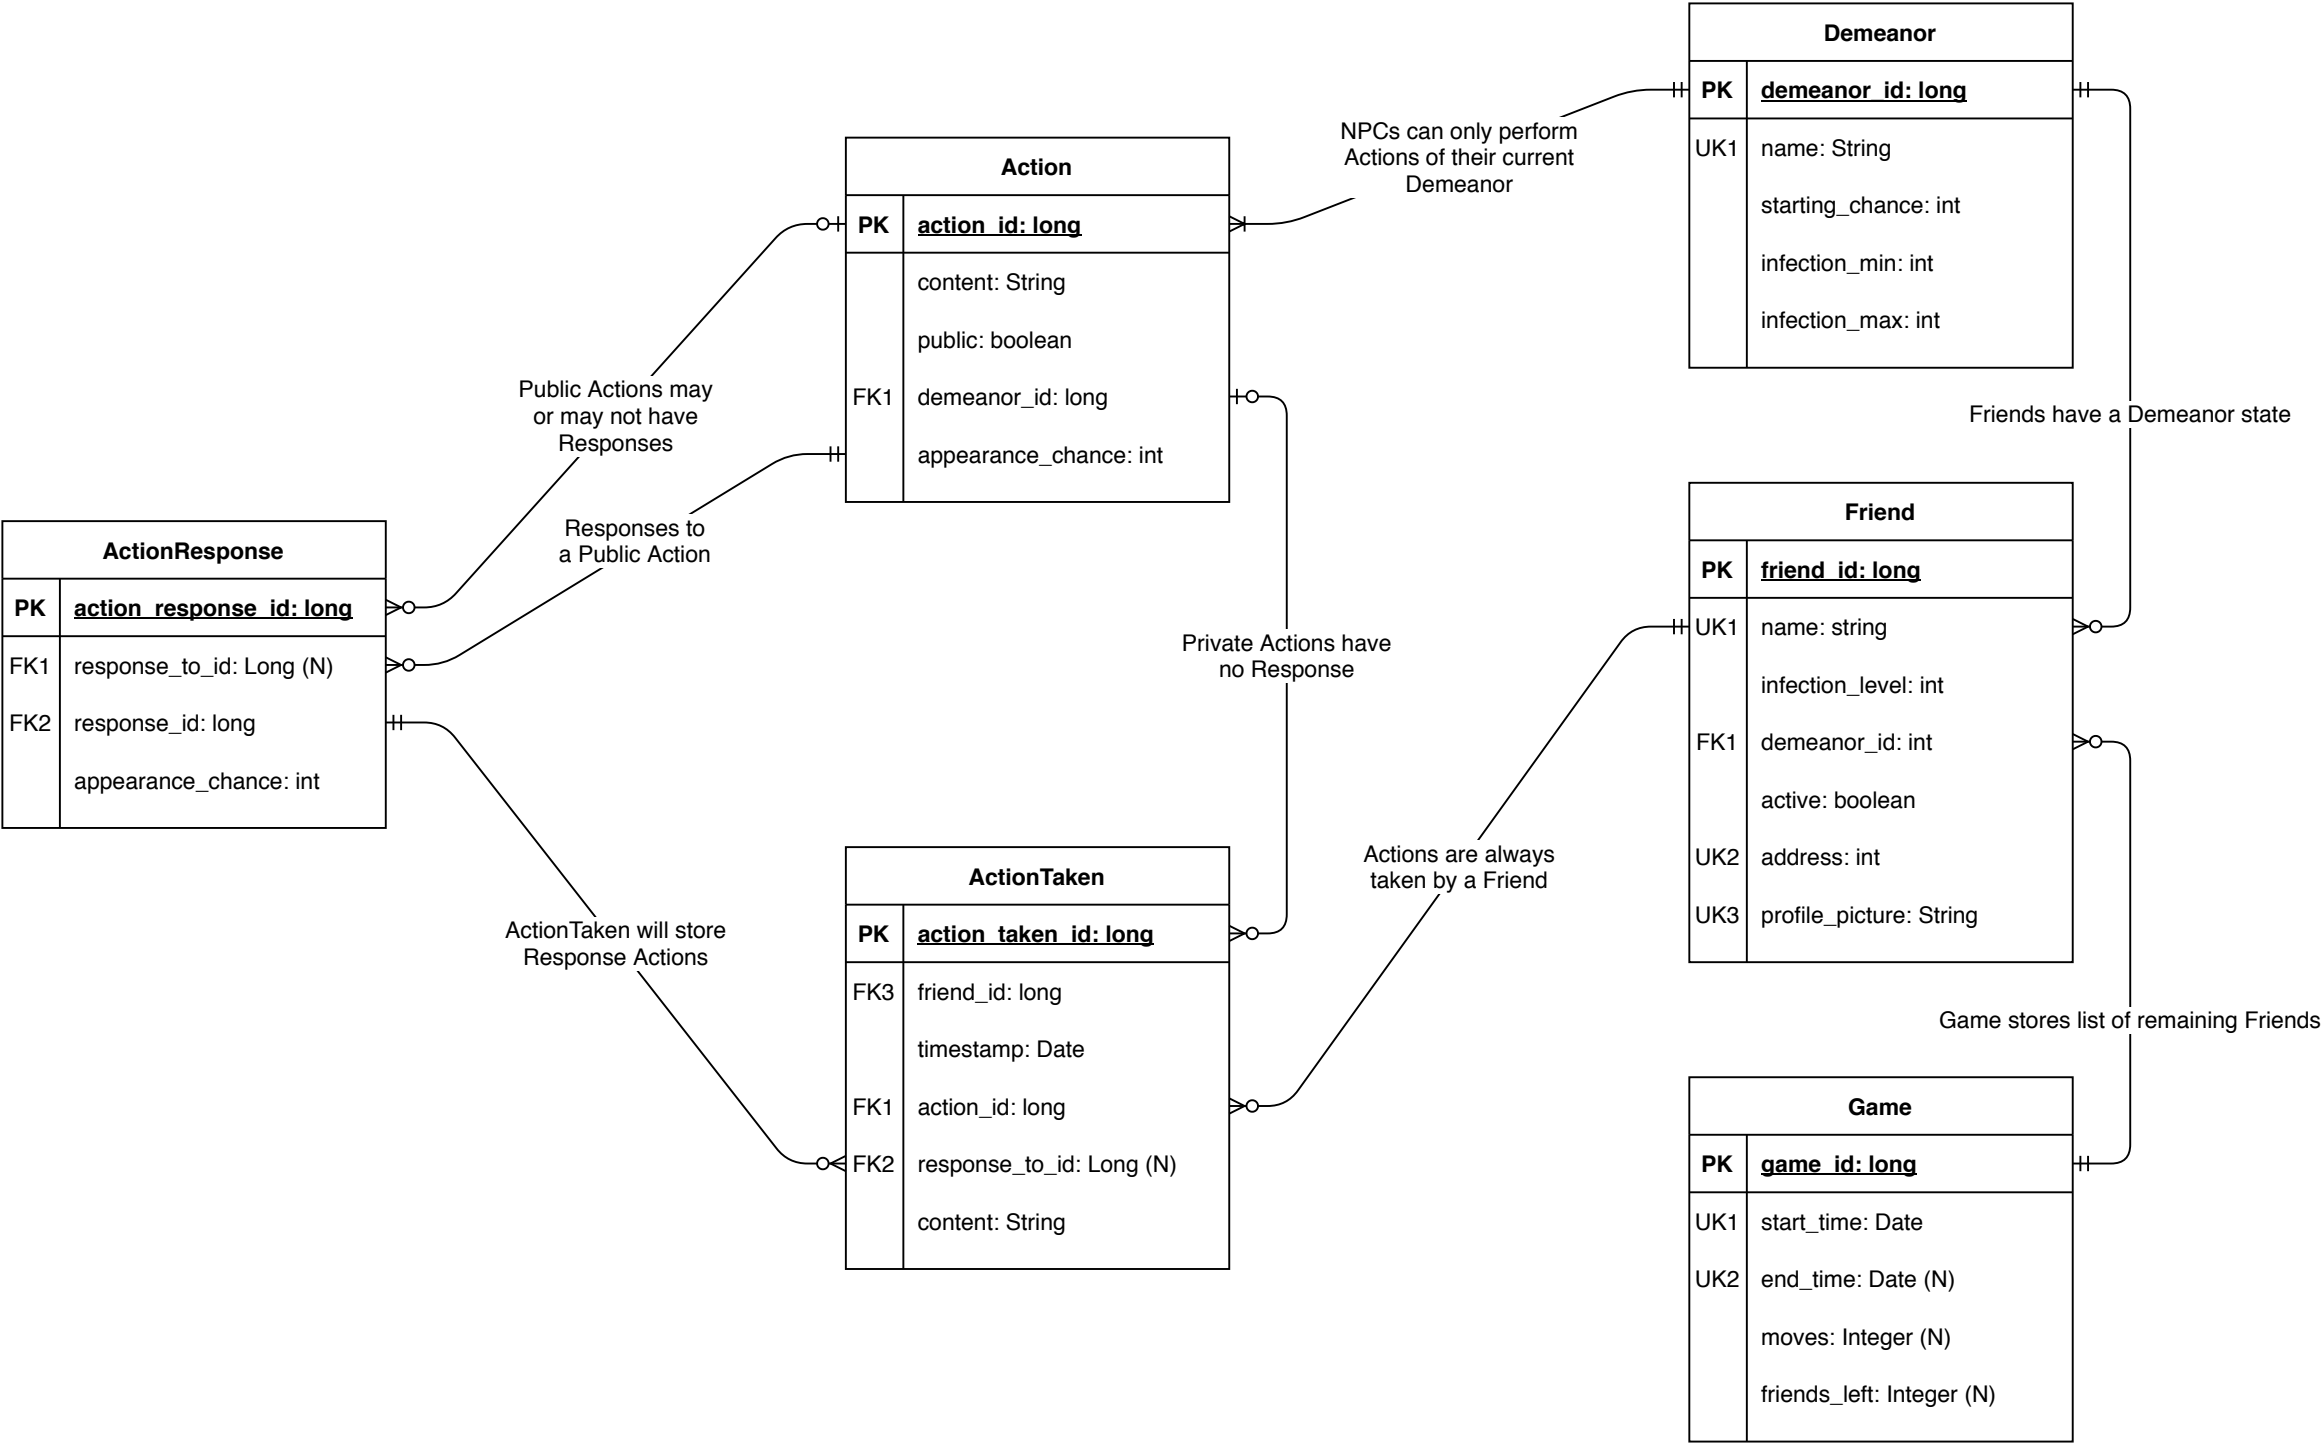 Demeanor
PK demeanor_id: long
UK1 name: String
starting_chance: int
infection_min: int
infection_max: int
NPCs can only perform
Actions of their current
Demeanor
Action
PK action_id: long
content: String
public: boolean
FK1 demeanor_id: long
appearance_chance: int
Public Actions may
or may not have
Responses
Responses to
a Public Action
Friends have a Demeanor state
ActionResponse
PK action_response_id: long
FK1 response_to_id: Long (N)
FK2 response_id: long
appearance_chance: int
Friend
PK friend_id: long
UK1 name: string
infection_level: int
FK1 demeanor_id: int
active: boolean
UK2 address: int
UK3 profile_picture: String
Private Actions have
no Response
Actions are always
taken by a Friend
ActionTaken will store
Response Actions
ActionTaken
PK action_taken_id: long
FK3 friend_id: long
timestamp: Date
FK1 action_id: long
FK2 response_to_id: Long (N)
content: String
Game stores list of remaining Friends
Game
PK game_id: long
UK1 start_time: Date
UK2 end_time: Date (N)
moves: Integer (N)
friends_left: Integer (N)